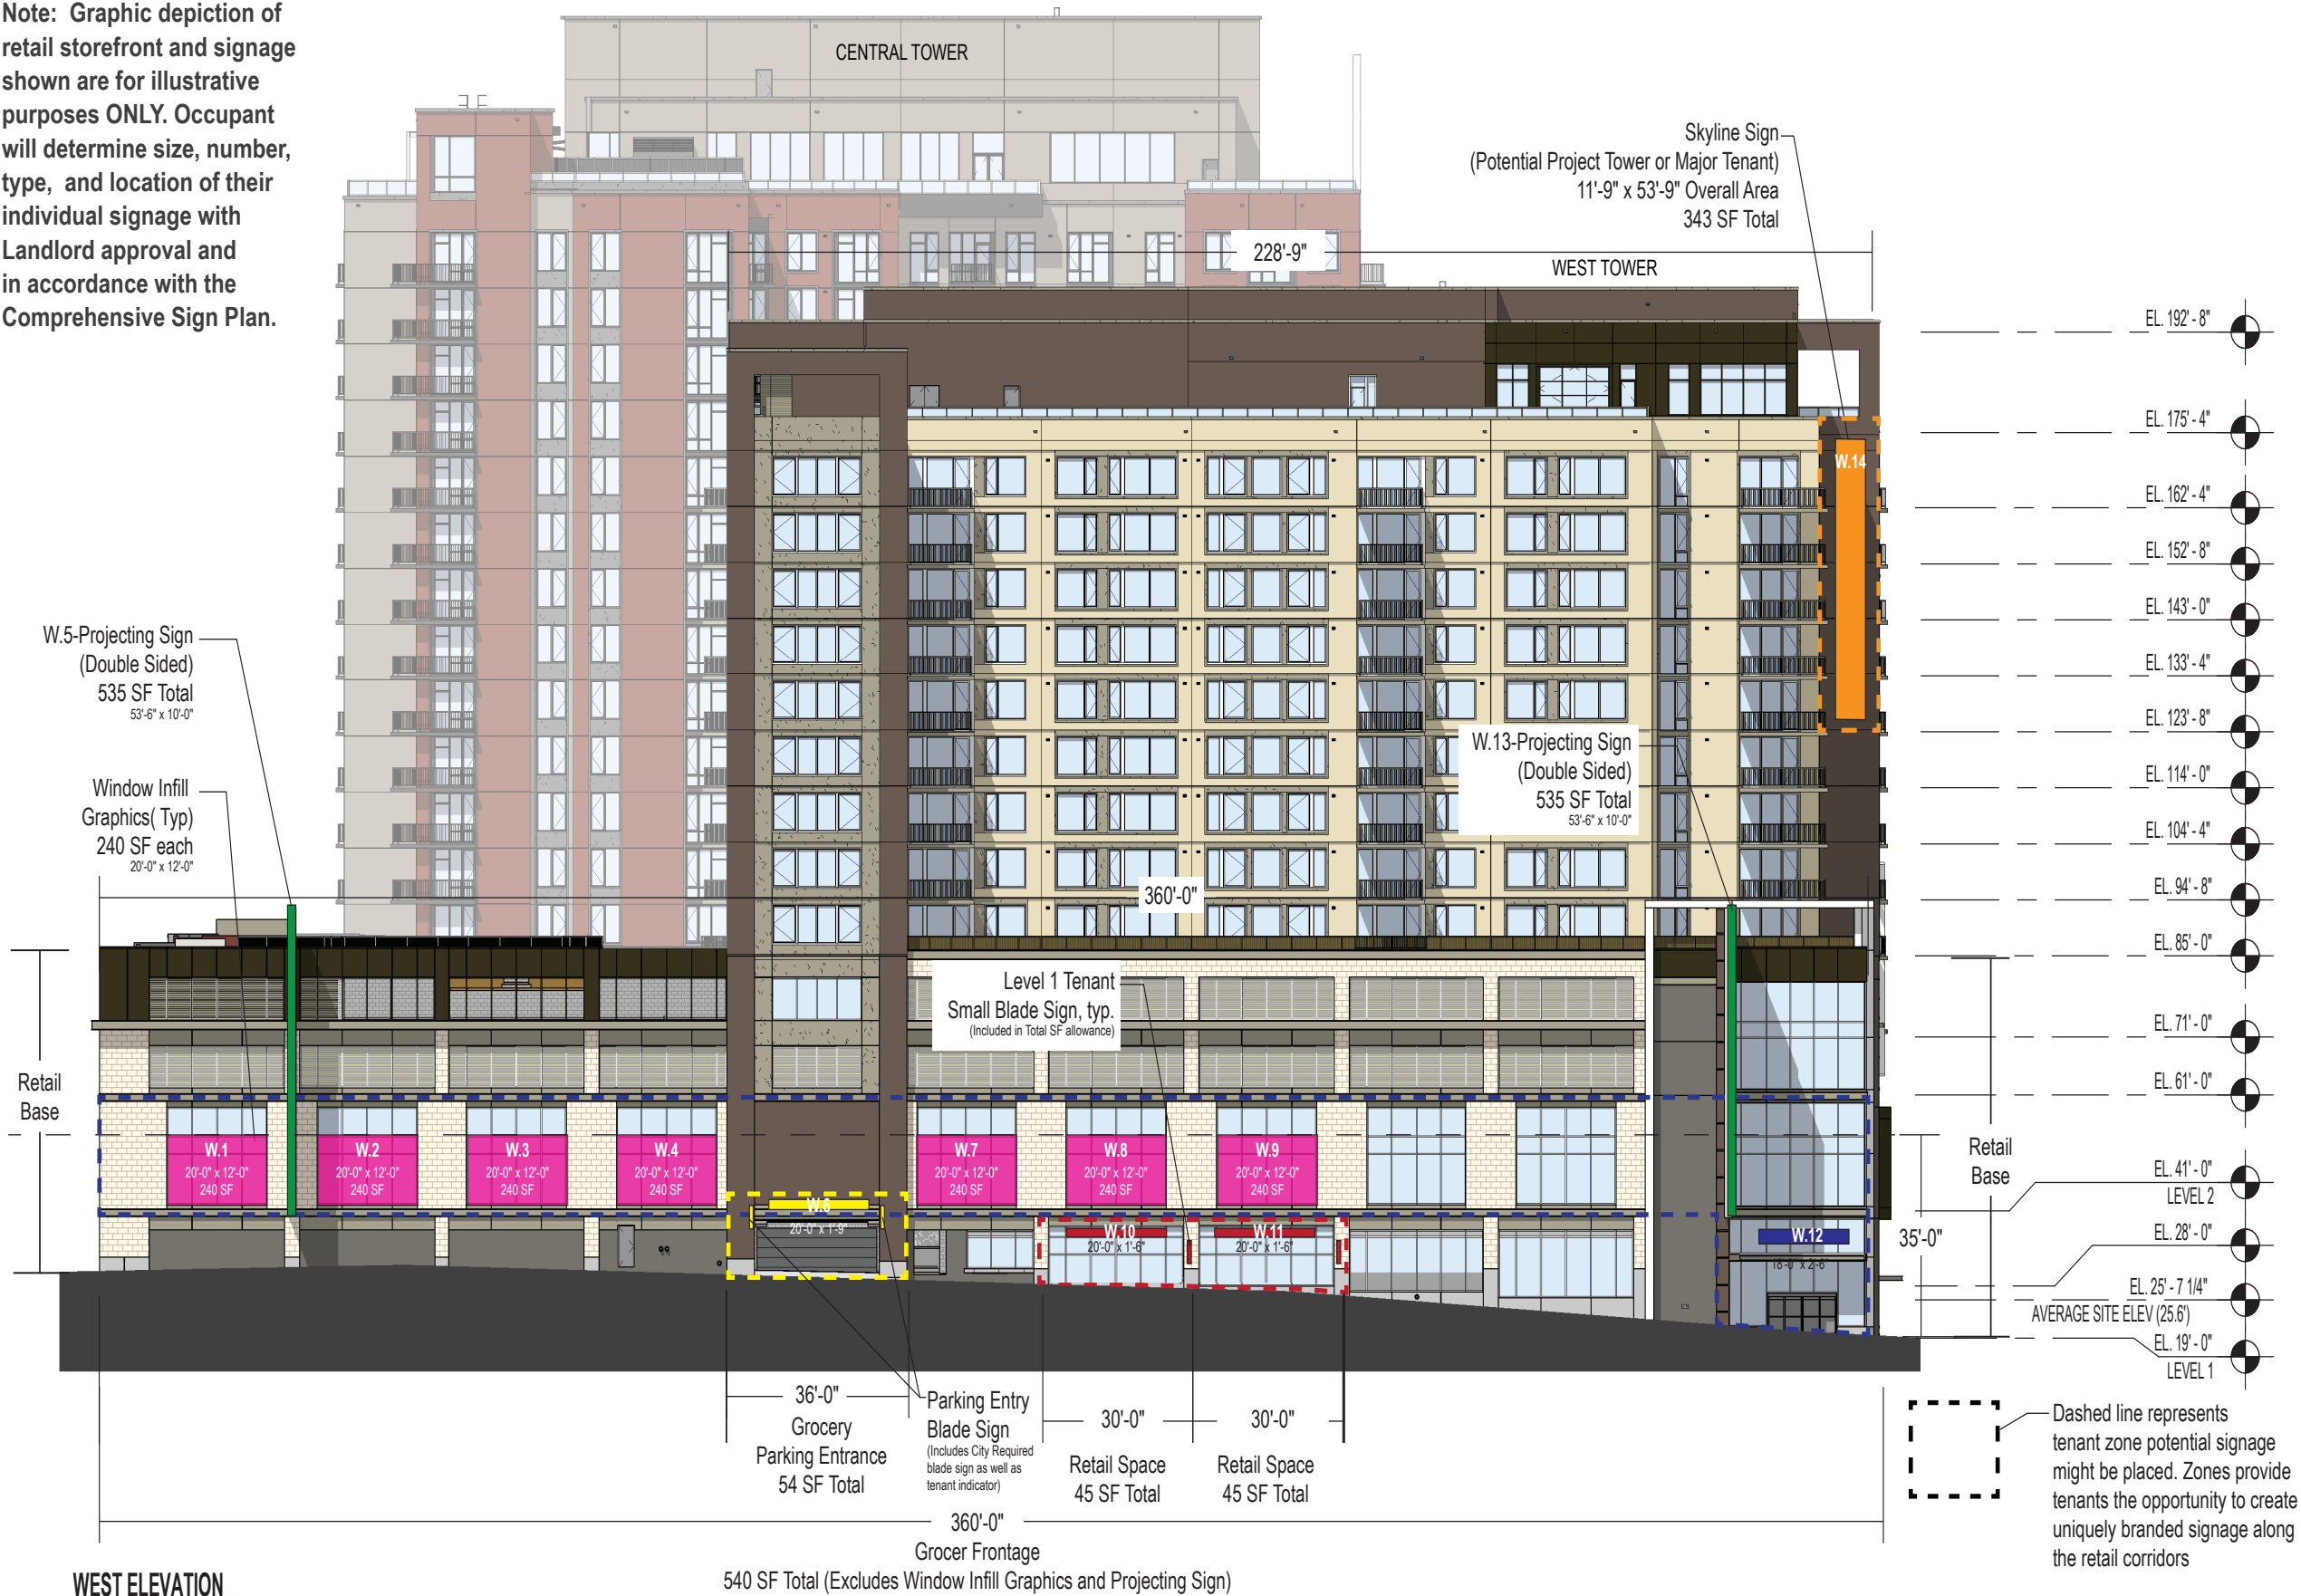 Note:  Graphic depiction of
retail storefront and signage
shown are for illustrative
purposes ONLY. Occupant
will determine size, number,
type,  and location of their
individual signage with
Landlord approval and
in accordance with the
Comprehensive Sign Plan.
CENTRAL TOWER
Skyline Sign
(Potential Project Tower or Major Tenant)
11'-9" x 53'-9" Overall Area
343 SF Total
228'-9"
WEST TOWER
EL. 192' - 8"
EL. 175' - 4"
EL. 162' - 4"
EL. 152' - 8"
EL. 143' - 0"
EL. 133' - 4"
EL. 123' - 8"
EL. 114' - 0"
EL. 104' - 4"
EL. 94' - 8"
EL. 85' - 0"
EL. 71' - 0"
EL. 61' - 0"
EL. 41' - 0"
LEVEL 2
EL. 28' - 0"
EL. 25' - 7 1/4"
AVERAGE SITE ELEV (25.6')
EL. 19' - 0"
LEVEL 1
W.14
W.5-Projecting Sign
(Double Sided)
535 SF Total
53'-6" x 10'-0"
Window Infill
Graphics( Typ)
240 SF each
20'-0" x 12'-0"
W.13-Projecting Sign
(Double Sided)
535 SF Total
53'-6" x 10'-0"
360'-0"
Level 1 Tenant
Small Blade Sign, typ.
(Included in Total SF allowance)
Retail
Base
W.1
20'-0" x 12'-0"
240 SF
W.2
20'-0" x 12'-0"
240 SF
W.3
20'-0" x 12'-0"
240 SF
W.4
20'-0" x 12'-0"
240 SF
W.7
20'-0" x 12'-0"
240 SF
W.8
20'-0" x 12'-0"
240 SF
W.9
20'-0" x 12'-0"
240 SF
Retail
Base
W.6
20'-0" x 1'-9"
W.10
20'-0" x 1'-6"
W.11
20'-0" x 1'-6"
W.12
18'-0" x 2'-6"
35'-0"
36'-0"
Grocery
Parking Entrance
54 SF Total
Parking Entry
Blade Sign
(Includes City Required
blade sign as well as
tenant indicator)
30'-0"
Retail Space
45 SF Total
30'-0"
Retail Space
45 SF Total
Dashed line represents
tenant zone potential signage
might be placed. Zones provide
tenants the opportunity to create
uniquely branded signage along
the retail corridors
360'-0"
Grocer Frontage
540 SF Total (Excludes Window Infill Graphics and Projecting Sign)
WEST ELEVATION